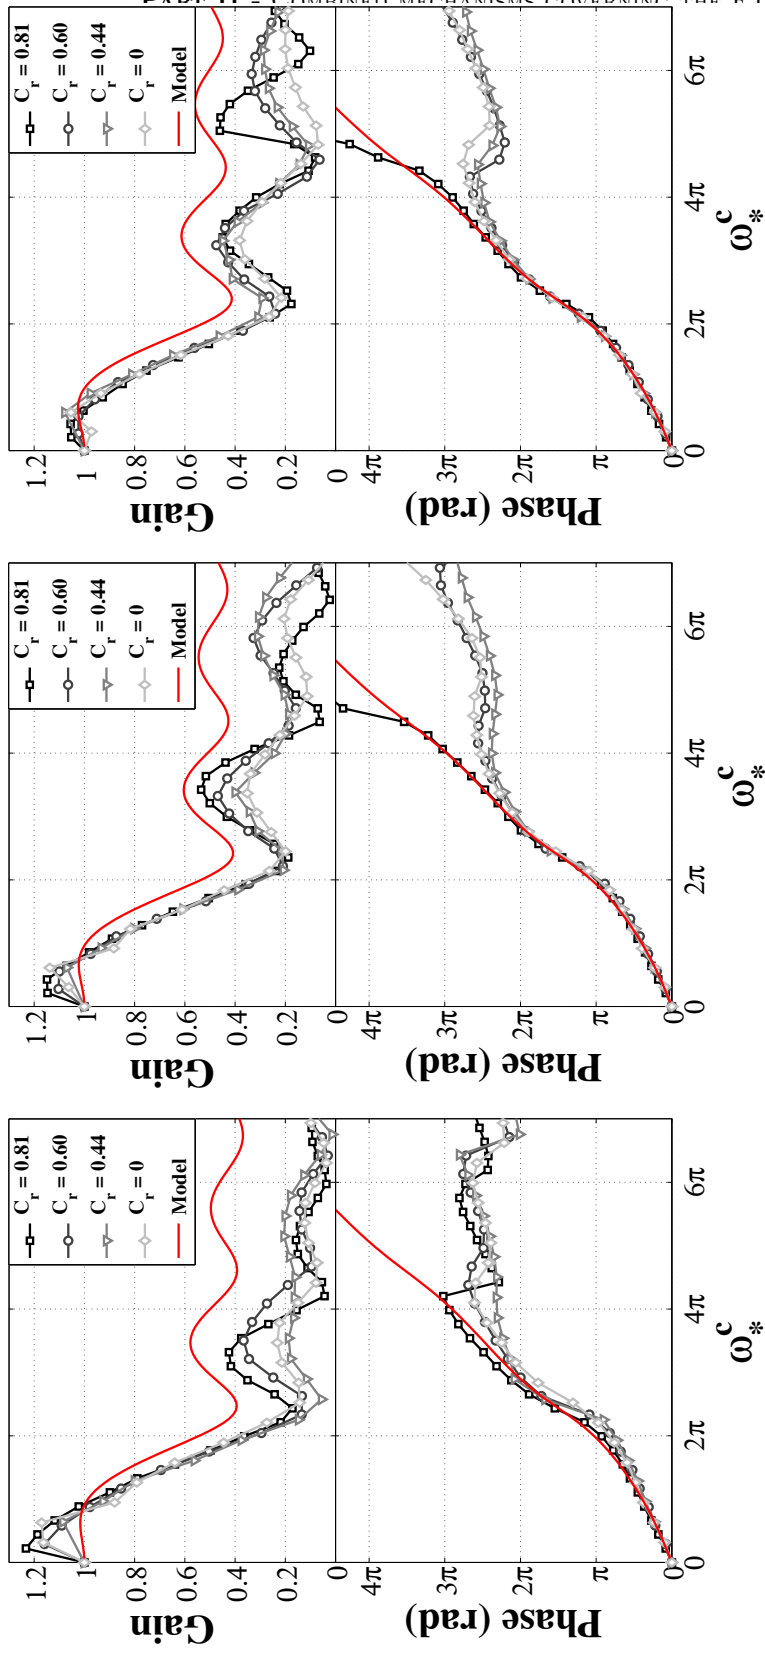 C_r = 0.81
C_r = 0.60
C_r = 0.44
C_r = 0
Model
1.2
1
0.8
0.6
0.4
0.2
0
Gain
4π
3π
2π
π
0
Phase (rad)
0
2π
4π
6π
ω_*^c
C_r = 0.81
C_r = 0.60
C_r = 0.44
C_r = 0
Model
1.2
1
0.8
0.6
0.4
0.2
0
Gain
4π
3π
2π
π
0
Phase (rad)
0
2π
4π
6π
ω_*^c
C_r = 0.81
C_r = 0.60
C_r = 0.44
C_r = 0
Model
1.2
1
0.8
0.6
0.4
0.2
0
Gain
4π
3π
2π
π
0
Phase (rad)
0
2π
4π
6π
ω_*^c